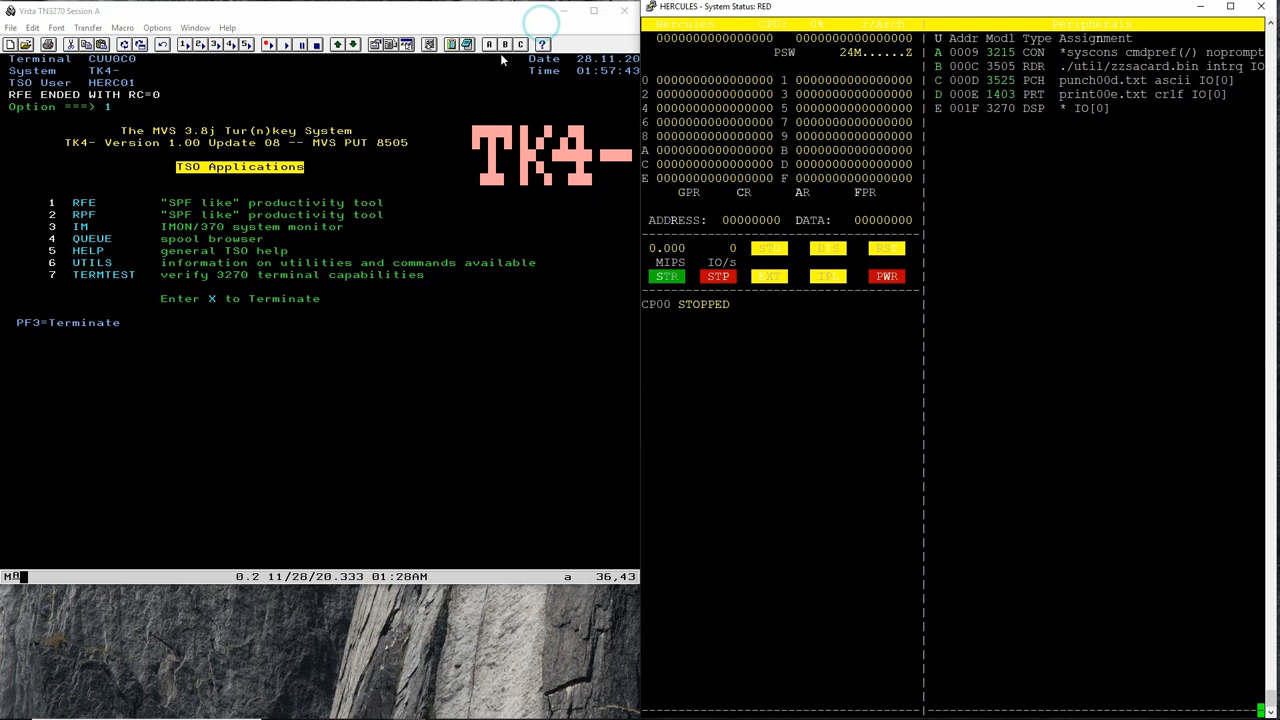 Vista TN3270 Session A
File Edit Font Transfer Macro Options Window Help
Terminal CUU0C0 Date 28.11.20
System TK4- Time 01:57:43
TSO User HERC01
RFE ENDED WITH RC=0
Option ===> 1
The MVS 3.8j Tur(n)key System
TK4- Version 1.00 Update 08 -- MVS PUT 8505
TK4-
TSO Applications
1 RFE "SPF like" productivity tool
2 RPF "SPF like" productivity tool
3 IM IMON/370 system monitor
4 QUEUE spool browser
5 HELP general TSO help
6 UTILS information on utilities and commands available
7 TERMTEST verify 3270 terminal capabilities
Enter X to Terminate
PF3=Terminate
0.2 11/28/20.333 01:28AM a 36,43
HERCULES - System Status: RED
Hercules CPU: 0% z/Arch
0000000000000000 0000000000000000
PSW 24M......Z
0 0000000000000000 1 0000000000000000
2 0000000000000000 3 0000000000000000
4 0000000000000000 5 0000000000000000
6 0000000000000000 7 0000000000000000
8 0000000000000000 9 0000000000000000
A 0000000000000000 B 0000000000000000
C 0000000000000000 D 0000000000000000
E 0000000000000000 F 0000000000000000
GPR CR AR FPR
ADDRESS: 00000000 DATA: 00000000
0.000 0 STO DIS RST
MIPS IO/s
STR STP EXT IPL PWR
CP00 STOPPED
Peripherals
U Addr Modl Type Assignment
A 0009 3215 CON *syscons cmdpref(/) noprompt
B 000C 3505 RDR ./util/zzsacard.bin intrq IO
C 000D 3525 PCH punch00d.txt ascii IO[0]
D 000E 1403 PRT print00e.txt crlf IO[0]
E 001F 3270 DSP * IO[0]